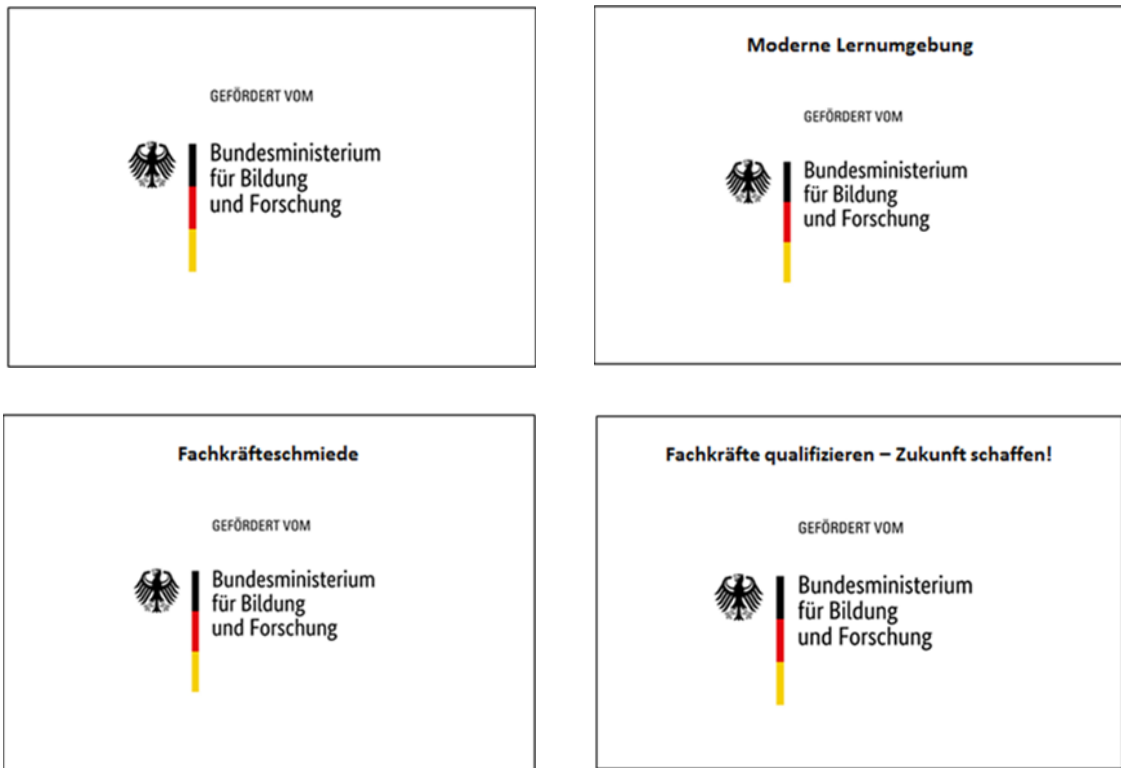 GEFÖRDERT VOM
Bundesministerium
für Bildung
und Forschung
Moderne Lernumgebung
GEFÖRDERT VOM
Bundesministerium
für Bildung
und Forschung
Fachkräfteschmiede
GEFÖRDERT VOM
Bundesministerium
für Bildung
und Forschung
Fachkräfte qualifizieren – Zukunft schaffen!
GEFÖRDERT VOM
Bundesministerium
für Bildung
und Forschung